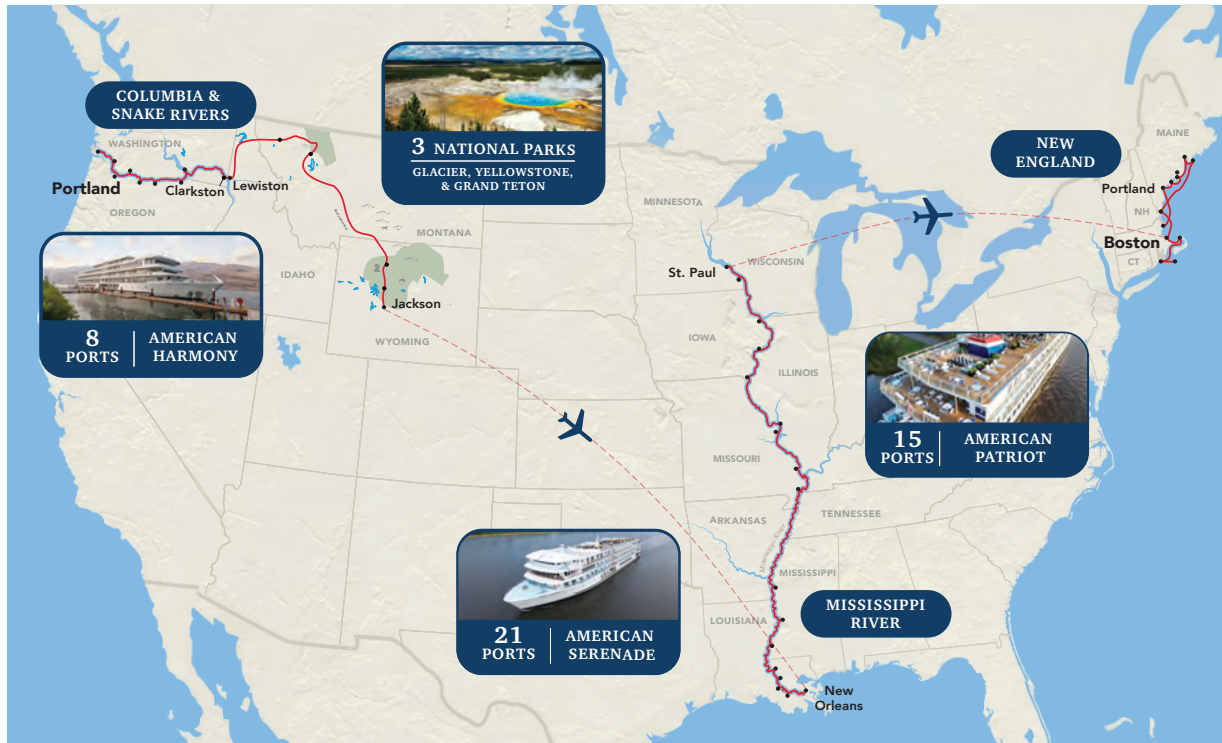 COLUMBIA &
SNAKE RIVERS
WASHINGTON
Portland
Clarkston
Lewiston
OREGON
3 NATIONAL PARKS
GLACIER, YELLOWSTONE,
& GRAND TETON
MONTANA
IDAHO
Jackson
WYOMING
8
PORTS
AMERICAN
HARMONY
MINNESOTA
WISCONSIN
St. Paul
IOWA
ILLINOIS
MISSOURI
ARKANSAS
TENNESSEE
Mississippi River
MISSISSIPPI
LOUISIANA
MISSISSIPPI
RIVER
New
Orleans
21
PORTS
AMERICAN
SERENADE
15
PORTS
AMERICAN
PATRIOT
NEW
ENGLAND
MAINE
Portland
NH
Boston
CT